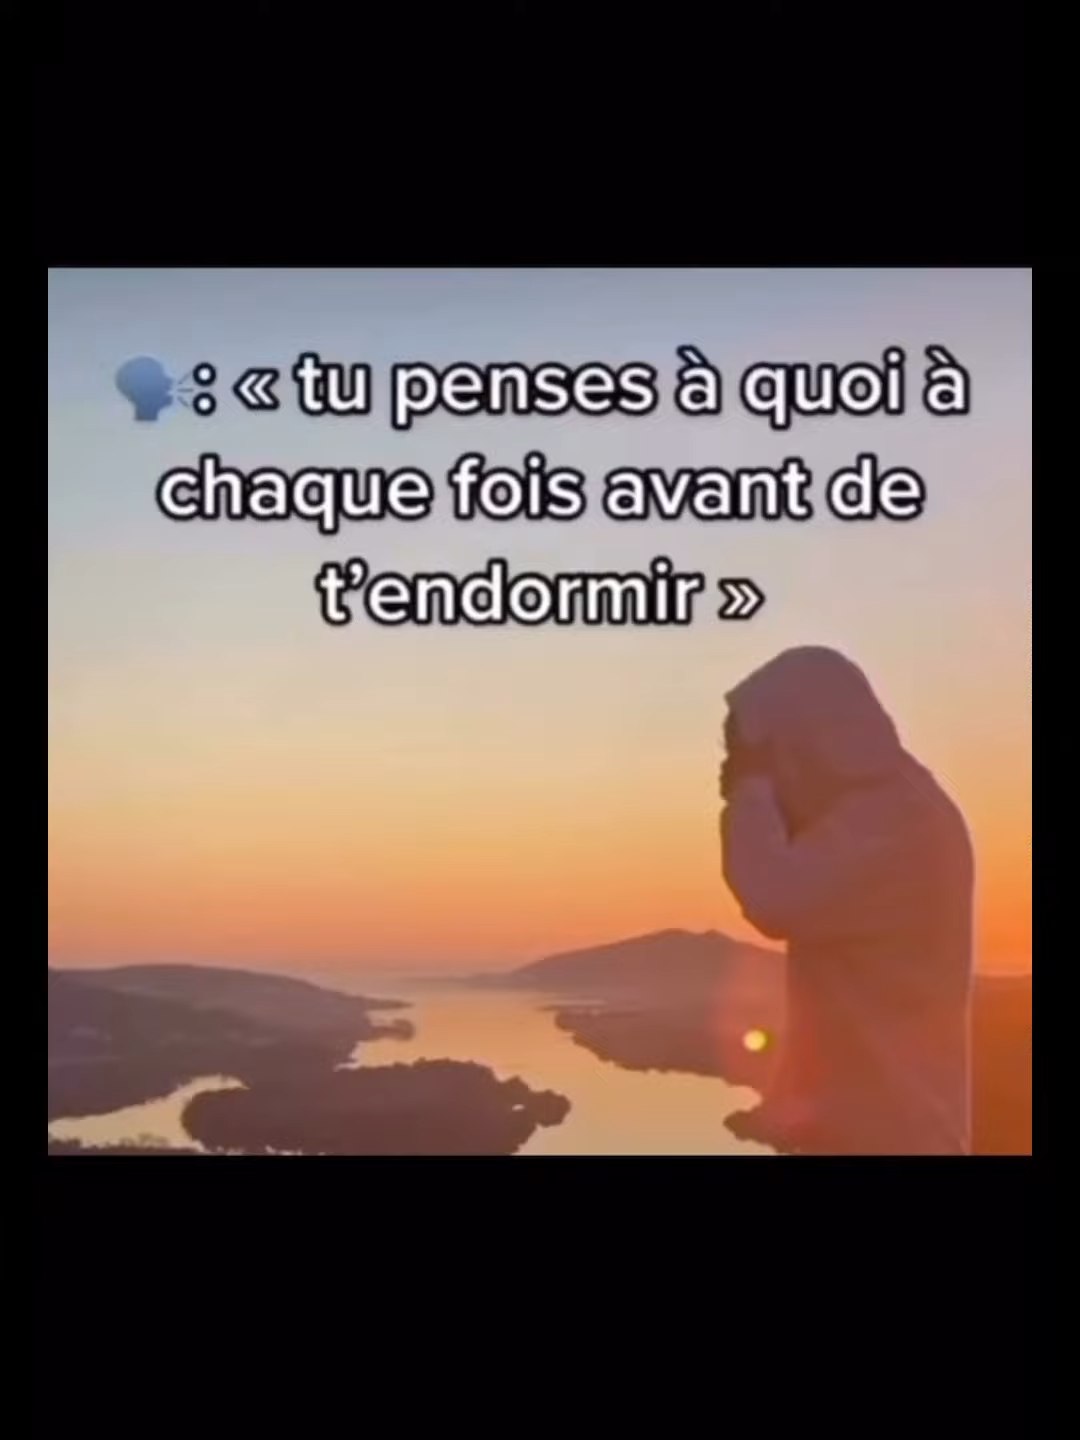 🗣️: « tu penses à quoi à
chaque fois avant de
t’endormir »